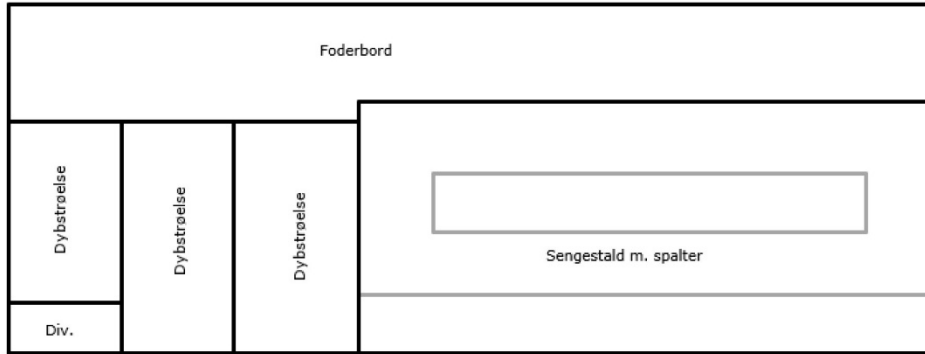 Foderbord
Dybstrøelse
Dybstrøelse
Dybstrøelse
Sengestald m. spalter
Div.